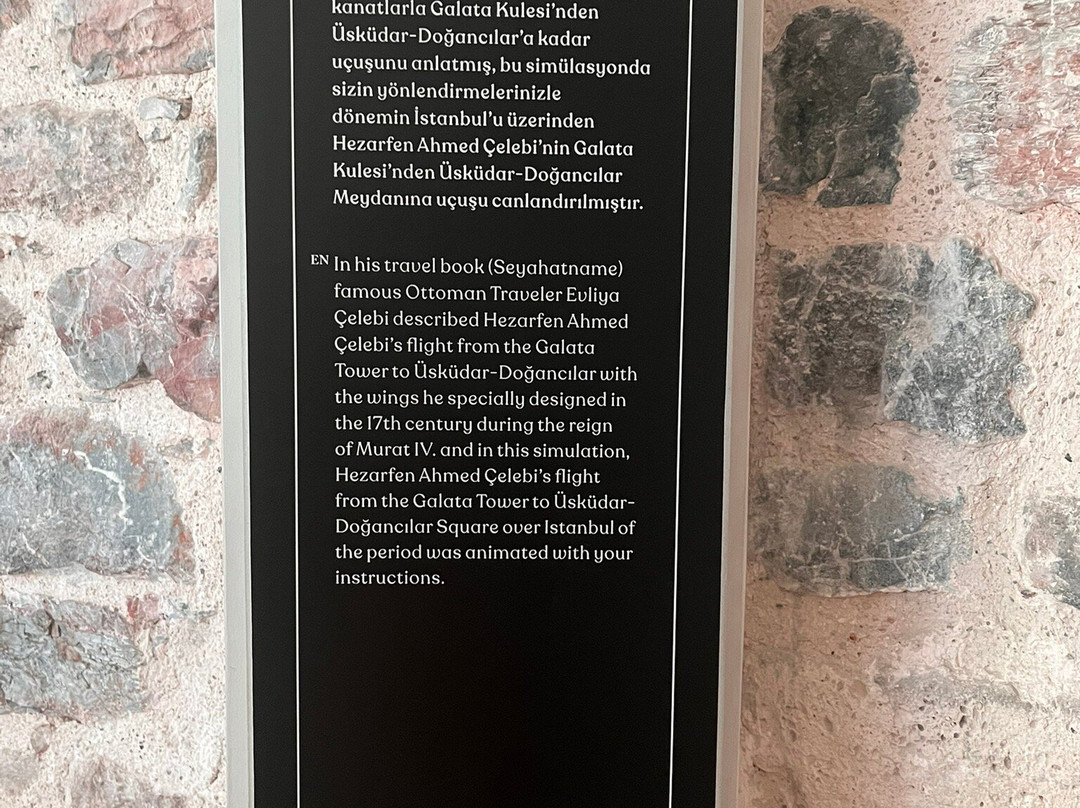 kanatlarla Galata Kulesi’nden
Üsküdar-Doğancılar’a kadar
uçuşunu anlatmış, bu simülasyonda
sizin yönlendirmelerinizle
dönemin İstanbul’u üzerinden
Hezarfen Ahmed Çelebi’nin Galata
Kulesi’nden Üsküdar-Doğancılar
Meydanına uçuşu canlandırılmıştır.
EN In his travel book (Seyahatname)
famous Ottoman Traveler Evliya
Çelebi described Hezarfen Ahmed
Çelebi’s flight from the Galata
Tower to Üsküdar-Doğancılar with
the wings he specially designed in
the 17th century during the reign
of Murat IV. and in this simulation,
Hezarfen Ahmed Çelebi’s flight
from the Galata Tower to Üsküdar-
Doğancılar Square over Istanbul of
the period was animated with your
instructions.